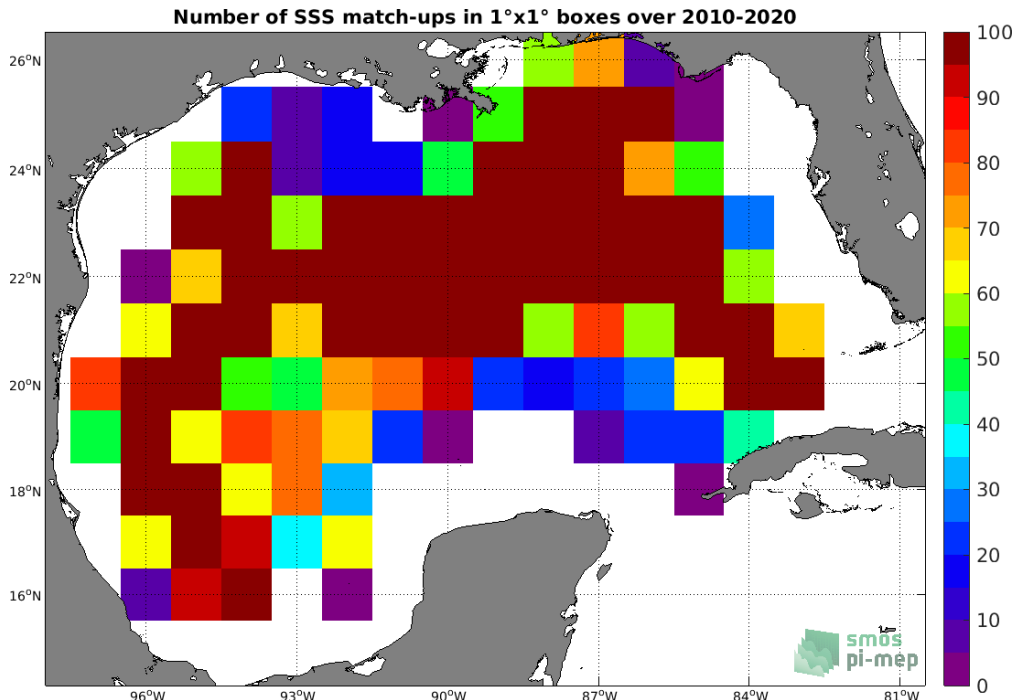 Number of SSS match-ups in 1°x1° boxes over 2010-2020
26°N
24°N
22°N
20°N
18°N
16°N
96°W
93°W
90°W
87°W
84°W
81°W
100
90
80
70
60
50
40
30
20
10
0
smos
pi-mep